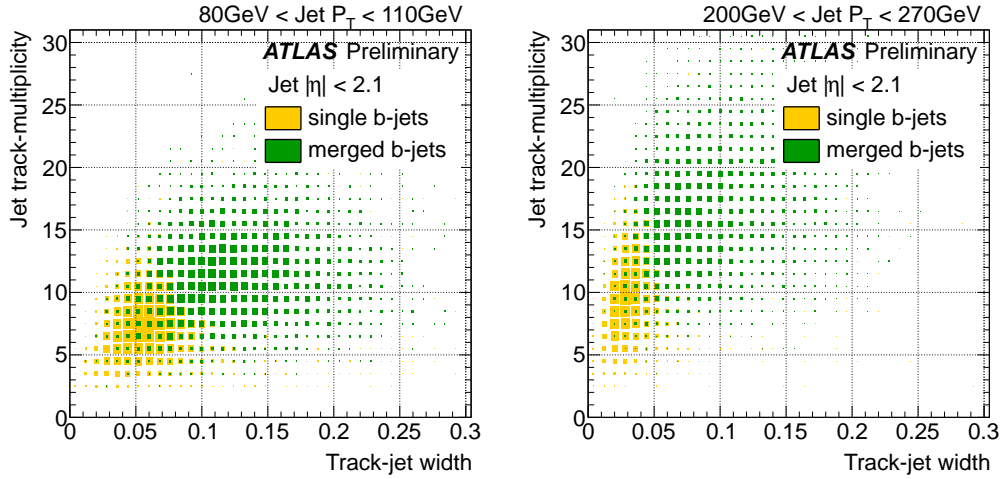 80GeV < Jet P_T < 110GeV
Jet track-multiplicity
30
25
20
15
10
5
0
ATLAS Preliminary
Jet |η| < 2.1
single b-jets
merged b-jets
0 0.05 0.1 0.15 0.2 0.25 0.3
Track-jet width
200GeV < Jet P_T < 270GeV
Jet track-multiplicity
30
25
20
15
10
5
0
ATLAS Preliminary
Jet |η| < 2.1
single b-jets
merged b-jets
0 0.05 0.1 0.15 0.2 0.25 0.3
Track-jet width